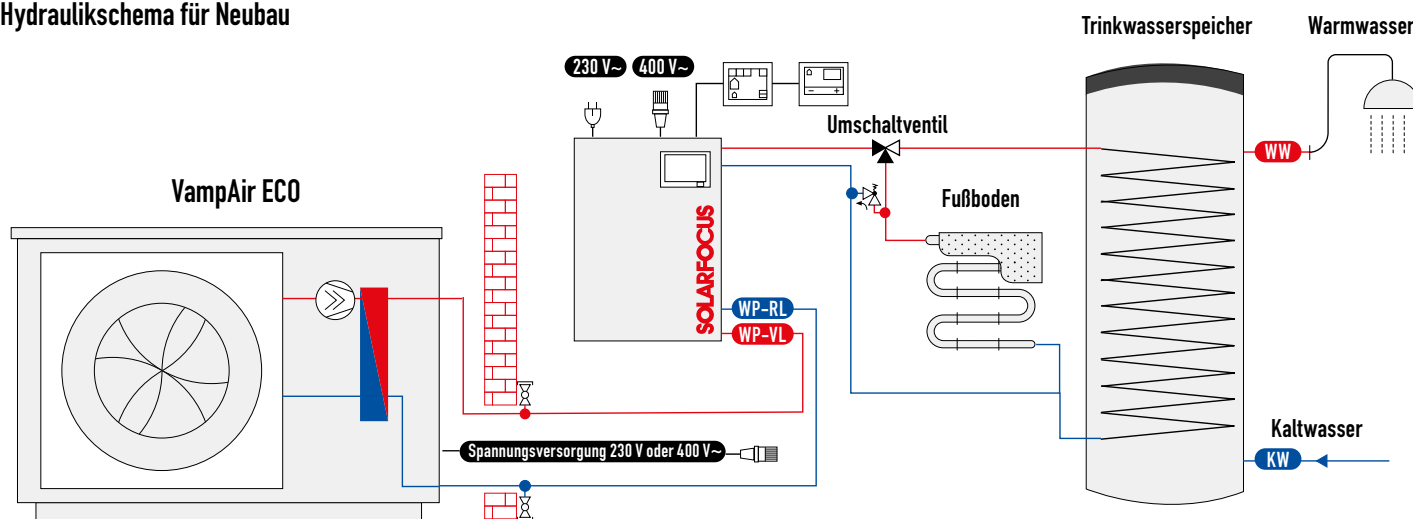 Hydraulikschema für Neubau
Trinkwasserspeicher
Warmwasser
230 V~
400 V~
Umschaltventil
WW
VampAir ECO
Fußboden
SOLARFOCUS
WP-RL
WP-VL
Kaltwasser
Spannungsversorgung 230 V oder 400 V~
KW